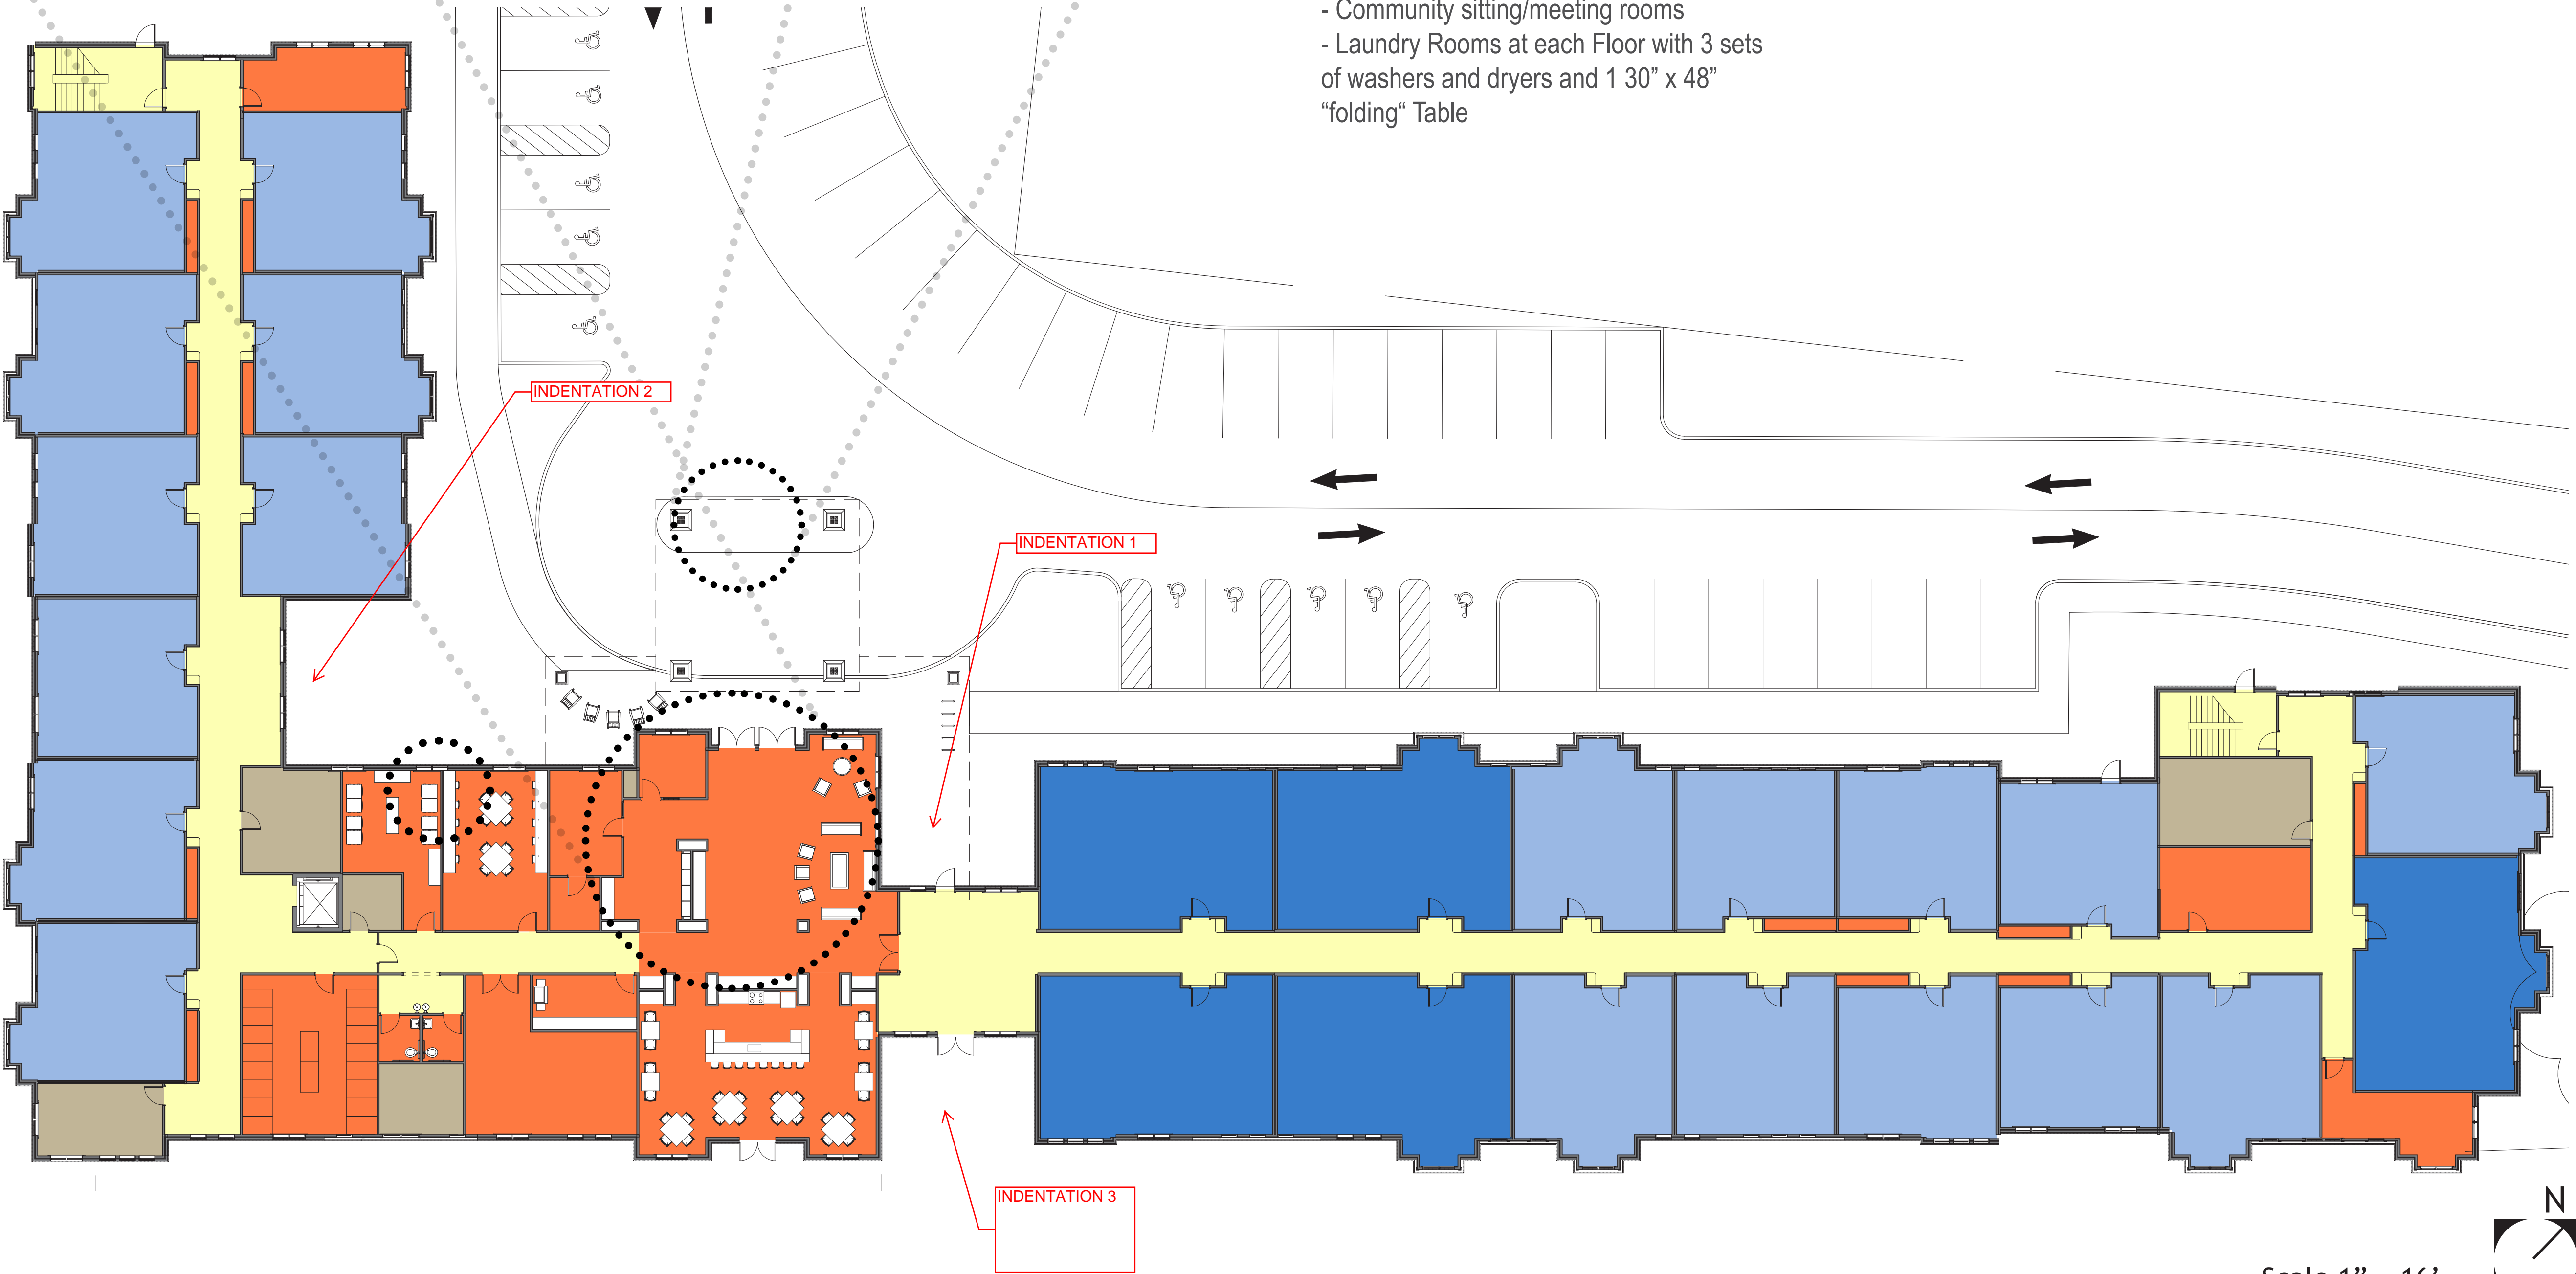 - Community sitting/meeting rooms
- Laundry Rooms at each Floor with 3 sets
of washers and dryers and 1 30” x 48”
“folding“ Table
INDENTATION 2
INDENTATION 1
INDENTATION 3
N